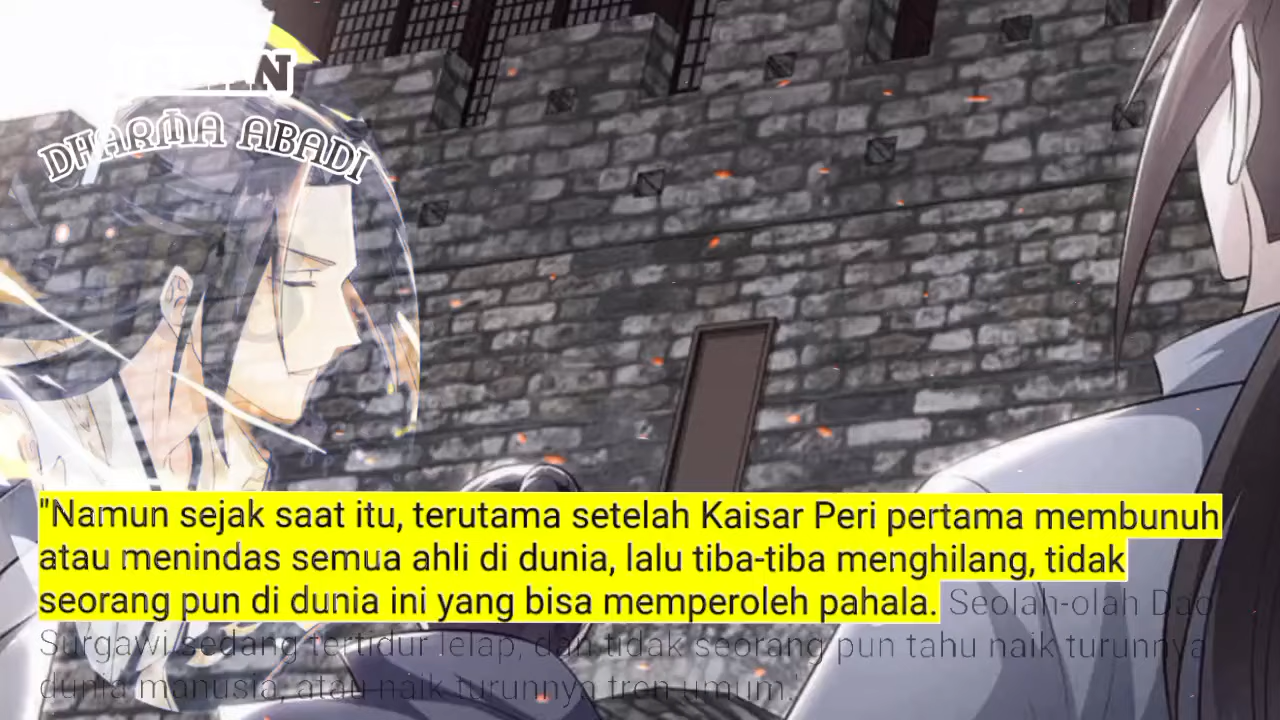 DHARMA ABADI
"Namun sejak saat itu, terutama setelah Kaisar Peri pertama membunuh
atau menindas semua ahli di dunia, lalu tiba-tiba menghilang, tidak
seorang pun di dunia ini yang bisa memperoleh pahala. Seolah-olah Dao
Surgawi sedang tertidur lelap, dan tidak seorang pun tahu naik turunnya
dunia manusia, atau naik turunnya tren umum.'